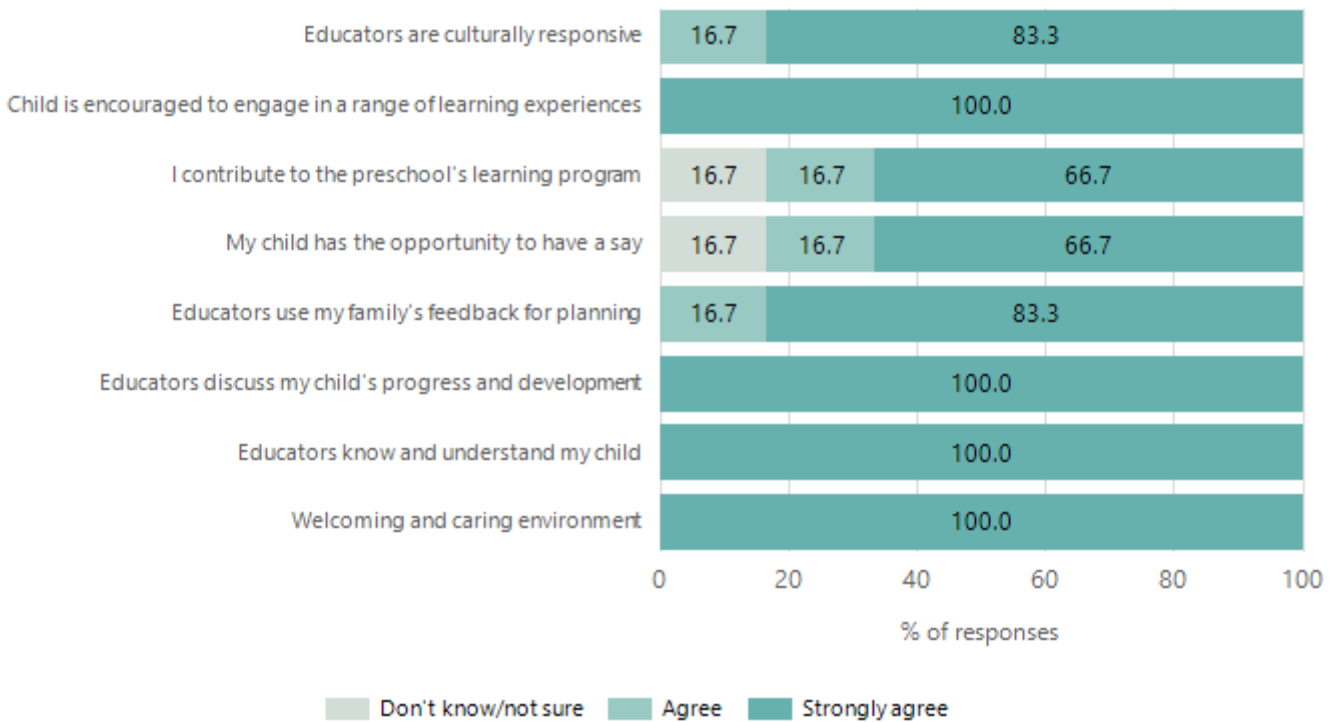 Educators are culturally responsive 16.7 83.3
Child is encouraged to engage in a range of learning experiences 100.0
I contribute to the preschool's learning program 16.7 16.7 66.7
My child has the opportunity to have a say 16.7 16.7 66.7
Educators use my family's feedback for planning 16.7 83.3
Educators discuss my child's progress and development 100.0
Educators know and understand my child 100.0
Welcoming and caring environment 100.0
0 20 40 60 80 100
% of responses
Don't know/not sure Agree Strongly agree